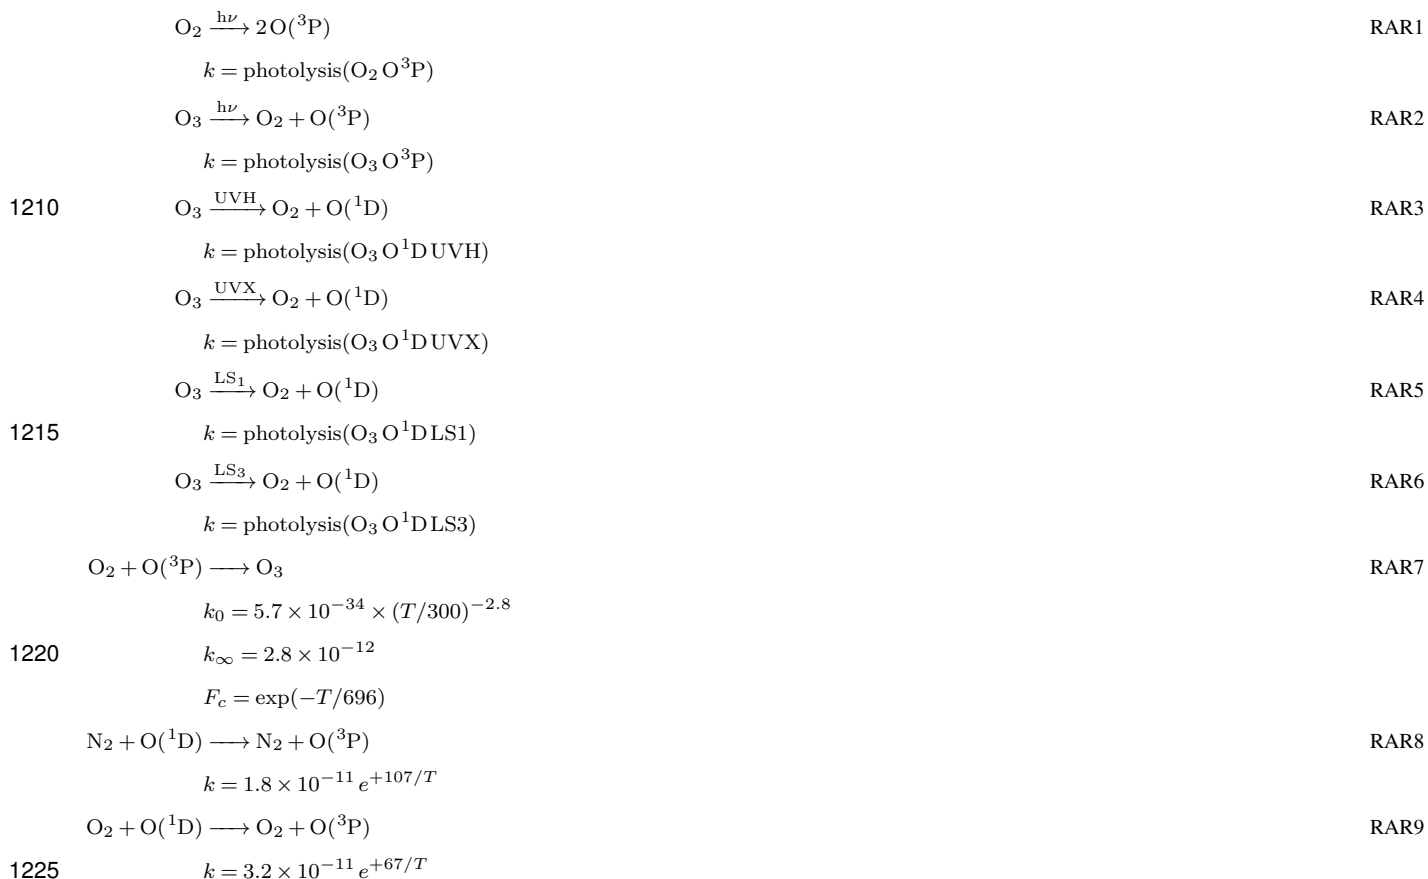 O₂ —hν→ 2O(³P) RAR1
k = photolysis(O₂ O³P)
O₃ —hν→ O₂ + O(³P) RAR2
k = photolysis(O₃ O³P)
1210 O₃ —UVH→ O₂ + O(¹D) RAR3
k = photolysis(O₃ O¹D UVH)
O₃ —UVX→ O₂ + O(¹D) RAR4
k = photolysis(O₃ O¹D UVX)
O₃ —LS₁→ O₂ + O(¹D) RAR5
1215 k = photolysis(O₃ O¹D LS1)
O₃ —LS₃→ O₂ + O(¹D) RAR6
k = photolysis(O₃ O¹D LS3)
O₂ + O(³P) ⟶ O₃ RAR7
k₀ = 5.7 × 10⁻³⁴ × (T/300)⁻²·⁸
1220 k∞ = 2.8 × 10⁻¹²
F_c = exp(−T/696)
N₂ + O(¹D) ⟶ N₂ + O(³P) RAR8
k = 1.8 × 10⁻¹¹ e^{+107/T}
O₂ + O(¹D) ⟶ O₂ + O(³P) RAR9
1225 k = 3.2 × 10⁻¹¹ e^{+67/T}